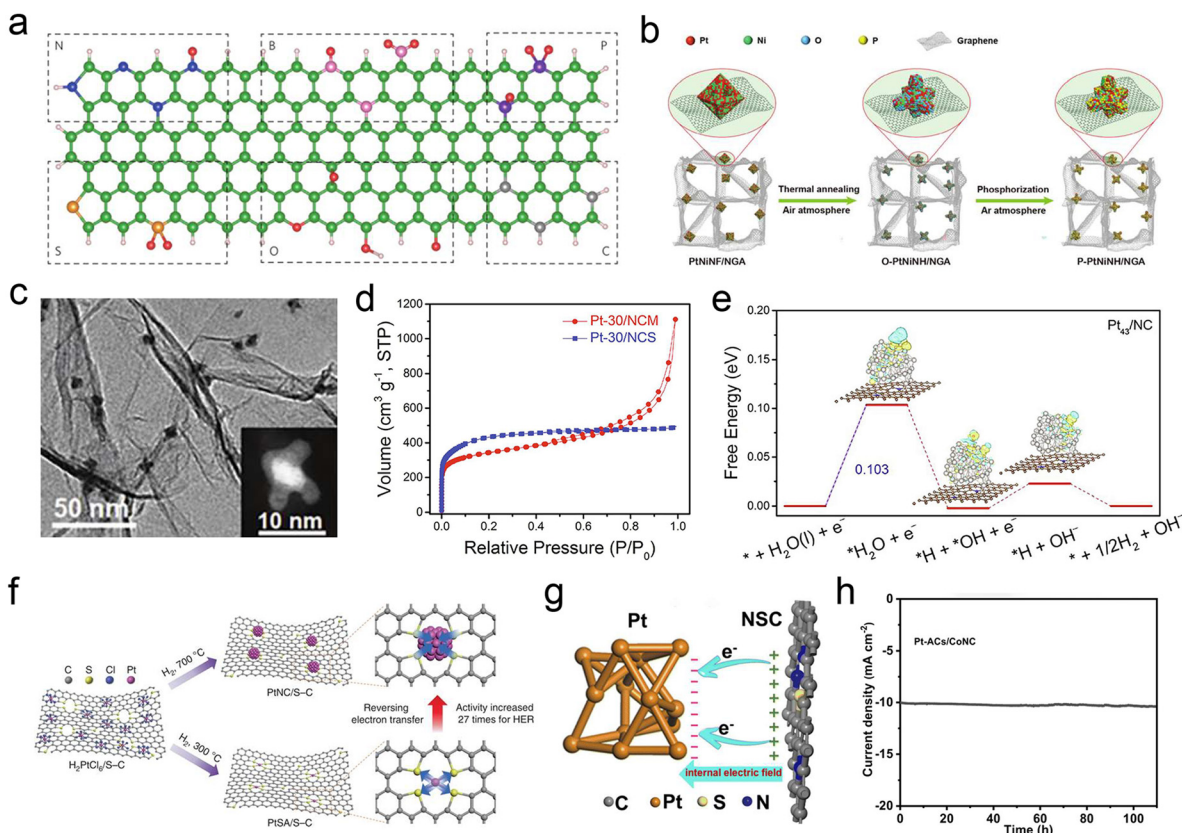 a
N
B
P
S
O
C
b
Pt
Ni
O
P
Graphene
Thermal annealing
Air atmosphere
Phosphorization
Ar atmosphere
PtNiNF/NGA
O-PtNiNH/NGA
P-PtNiNH/NGA
c
50 nm
10 nm
d
1200
1000
800
600
400
200
0
Volume (cm³ g⁻¹, STP)
Pt-30/NCM
Pt-30/NCS
0.0 0.2 0.4 0.6 0.8 1.0
Relative Pressure (P/P₀)
e
0.20
0.15
0.10
0.05
0.00
Free Energy (eV)
Pt₄₃/NC
0.103
* + H₂O(l) + e⁻
*H₂O + e⁻
*H + *OH + e⁻
*H + OH⁻
* + 1/2H₂ + OH⁻
f
C S Cl Pt
H₂PtCl₆/S–C
H₂, 700 °C
H₂, 300 °C
PtNC/S–C
PtSA/S–C
Reversing
electron transfer
Activity increased
27 times for HER
g
Pt
NSC
e⁻
e⁻
internal electric field
C Pt S N
h
Pt-ACs/CoNC
0
-5
-10
-15
-20
Current density (mA cm⁻²)
0 20 40 60 80 100
Time (h)